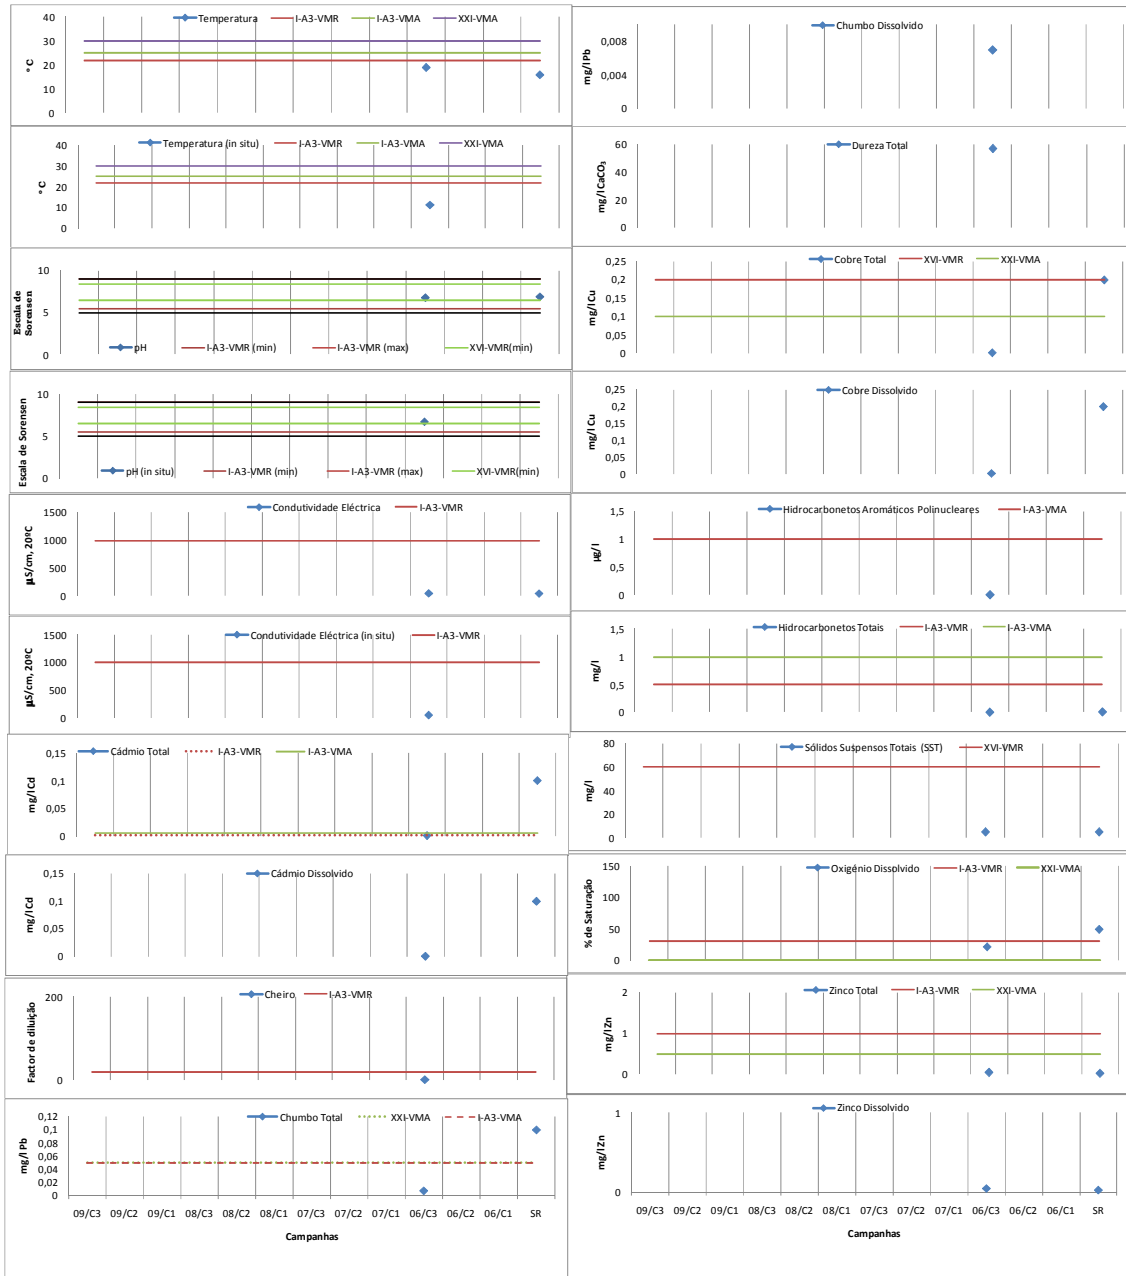 Temperatura I-A3-VMR I-A3-VMA XXI-VMA
40
30
20
10
0
° C
Temperatura (in situ) I-A3-VMR I-A3-VMA XXI-VMA
40
30
20
10
0
° C
10
5
0
Escala de
Sorensen
pH I-A3-VMR (min) I-A3-VMR (max) XVI-VMR(min)
10
5
0
Escala de Sorensen
pH (in situ) I-A3-VMR (min) I-A3-VMR (max) XVI-VMR(min)
Condutividade Eléctrica I-A3-VMR
1500
1000
500
0
µS/cm, 20ºC
Condutividade Eléctrica (in situ) I-A3-VMR
1500
1000
500
0
µS/cm, 20ºC
Cádmio Total I-A3-VMR I-A3-VMA
0,15
0,1
0,05
0
mg/l Cd
Cádmio Dissolvido
0,15
0,1
0,05
0
mg/l Cd
Cheiro I-A3-VMR
200
0
Factor de diluição
Chumbo Total XXI-VMA I-A3-VMA
0,12
0,1
0,08
0,06
0,04
0,02
0
mg/l Pb
09/C3 09/C2 09/C1 08/C3 08/C2 08/C1 07/C3 07/C2 07/C1 06/C3 06/C2 06/C1 SR
Campanhas
Chumbo Dissolvido
0,008
0,004
0
mg/l Pb
Dureza Total
60
40
20
0
mg/l CaCO₃
Cobre Total XVI-VMR XXI-VMA
0,25
0,2
0,15
0,1
0,05
0
mg/l Cu
Cobre Dissolvido
0,25
0,2
0,15
0,1
0,05
0
mg/l Cu
Hidrocarbonetos Aromáticos Polinucleares I-A3-VMA
1,5
1
0,5
0
µg/l
Hidrocarbonetos Totais I-A3-VMR I-A3-VMA
1,5
1
0,5
0
mg/l
Sólidos Suspensos Totais (SST) XVI-VMR
80
60
40
20
0
mg/l
Oxigénio Dissolvido I-A3-VMR XXI-VMA
150
100
50
0
% de Saturação
Zinco Total I-A3-VMR XXI-VMA
2
1
0
mg/l Zn
Zinco Dissolvido
1
0
mg/l Zn
09/C3 09/C2 09/C1 08/C3 08/C2 08/C1 07/C3 07/C2 07/C1 06/C3 06/C2 06/C1 SR
Campanhas